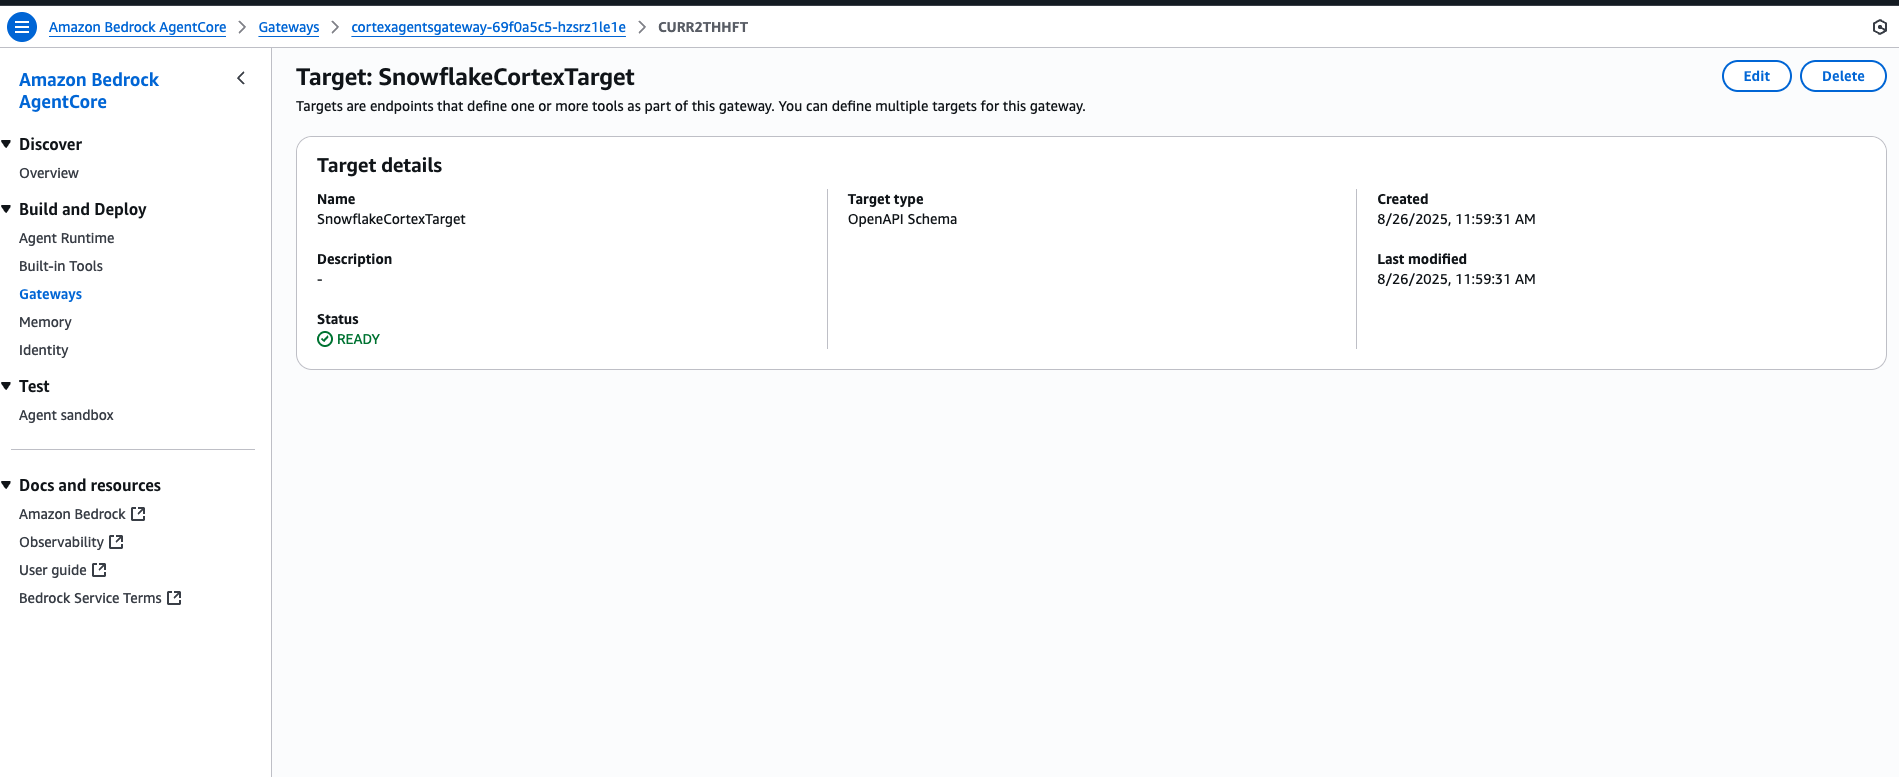 Amazon Bedrock AgentCore > Gateways > cortexagentsgateway-69f0a5c5-hzsrz1le1e > CURR2THHFT
Amazon Bedrock
AgentCore
Discover
Overview
Build and Deploy
Agent Runtime
Built-in Tools
Gateways
Memory
Identity
Test
Agent sandbox
Docs and resources
Amazon Bedrock
Observability
User guide
Bedrock Service Terms
Target: SnowflakeCortexTarget
Edit
Delete
Targets are endpoints that define one or more tools as part of this gateway. You can define multiple targets for this gateway.
Target details
Name
SnowflakeCortexTarget
Description
-
Status
READY
Target type
OpenAPI Schema
Created
8/26/2025, 11:59:31 AM
Last modified
8/26/2025, 11:59:31 AM